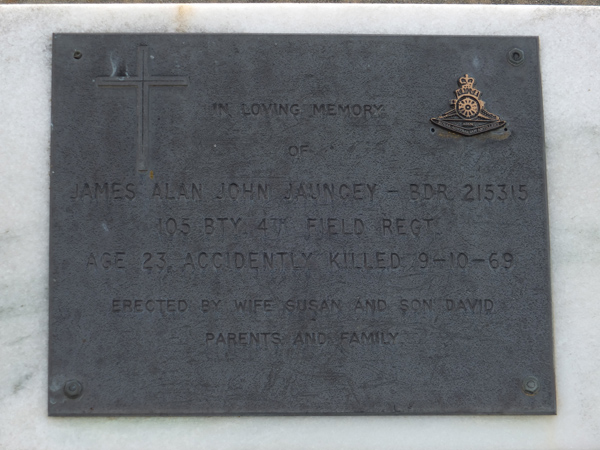 IN LOVING MEMORY
OF
JAMES ALAN JOHN JAUNCEY - BDR. 215315
105 BTY. 4TH FIELD REGT.
AGE 23. ACCIDENTLY KILLED 9-10-69
ERECTED BY WIFE SUSAN AND SON DAVID
PARENTS AND FAMILY.